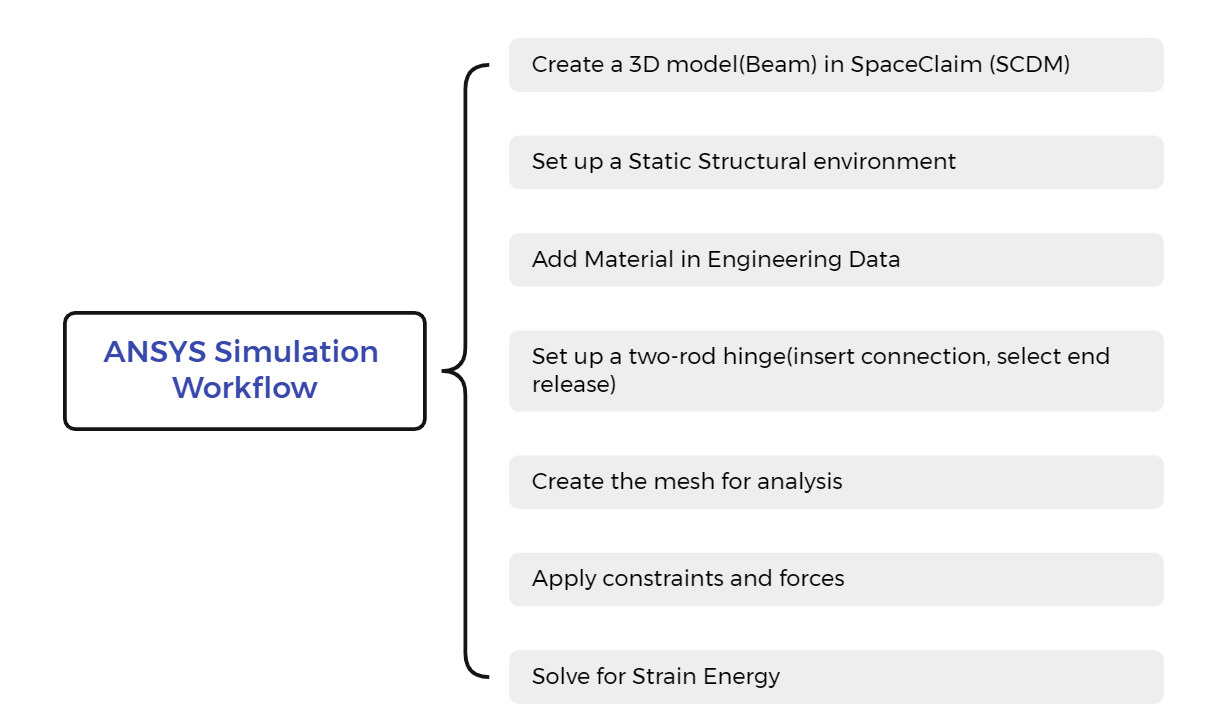 ANSYS Simulation
Workflow
Create a 3D model(Beam) in SpaceClaim (SCDM)
Set up a Static Structural environment
Add Material in Engineering Data
Set up a two-rod hinge(insert connection, select end
release)
Create the mesh for analysis
Apply constraints and forces
Solve for Strain Energy